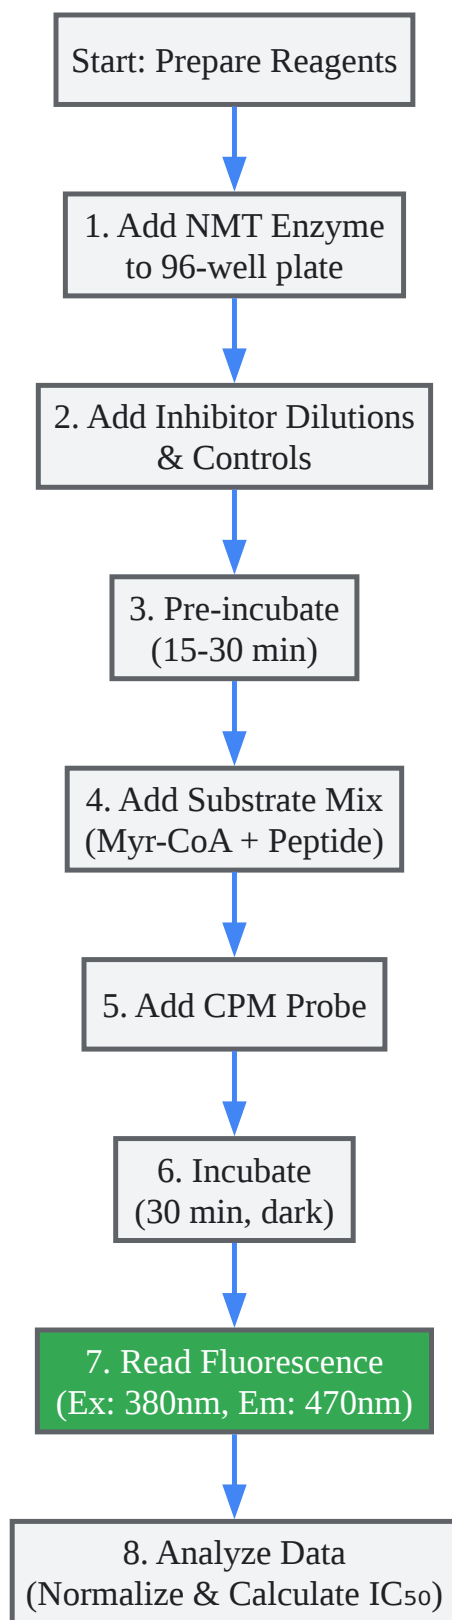 Start: Prepare Reagents
1. Add NMT Enzyme
to 96-well plate
2. Add Inhibitor Dilutions
& Controls
3. Pre-incubate
(15-30 min)
4. Add Substrate Mix
(Myr-CoA + Peptide)
5. Add CPM Probe
6. Incubate
(30 min, dark)
7. Read Fluorescence
(Ex: 380nm, Em: 470nm)
8. Analyze Data
(Normalize & Calculate IC₅₀)